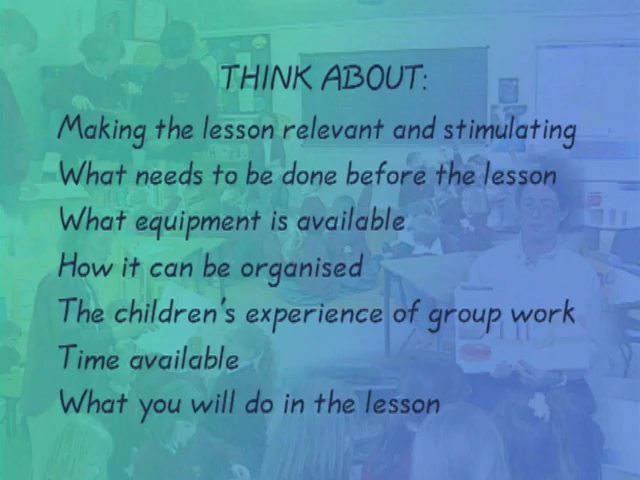 THINK ABOUT:
Making the lesson relevant and stimulating
What needs to be done before the lesson
What equipment is available
How it can be organised
The children's experience of group work
Time available
What you will do in the lesson